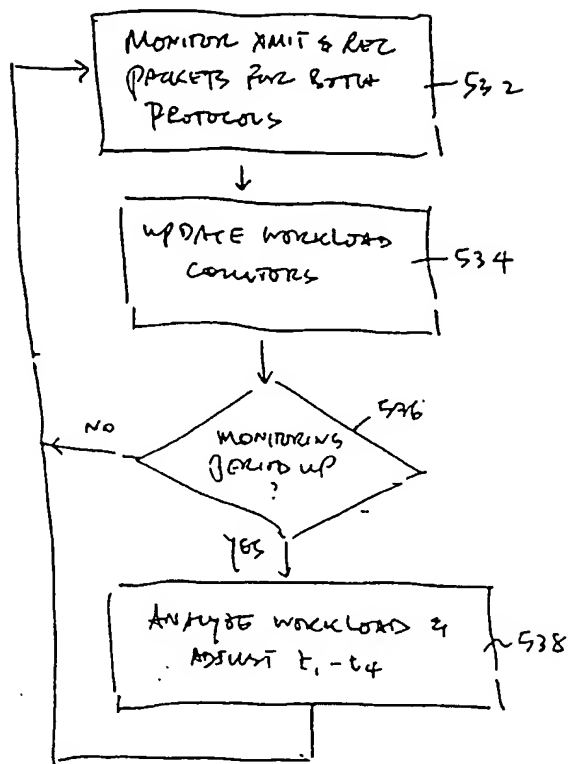 MONITOR XMIT & REC
PACKETS FOR BOTH
PROTOCOLS
532
UPDATE WORKLOAD
COUNTORS
534
536
NO
MONITORING
PERIOD UP
?
YES
ANALYZE WORKLOAD &
ADJUST t₁ - t₄
538